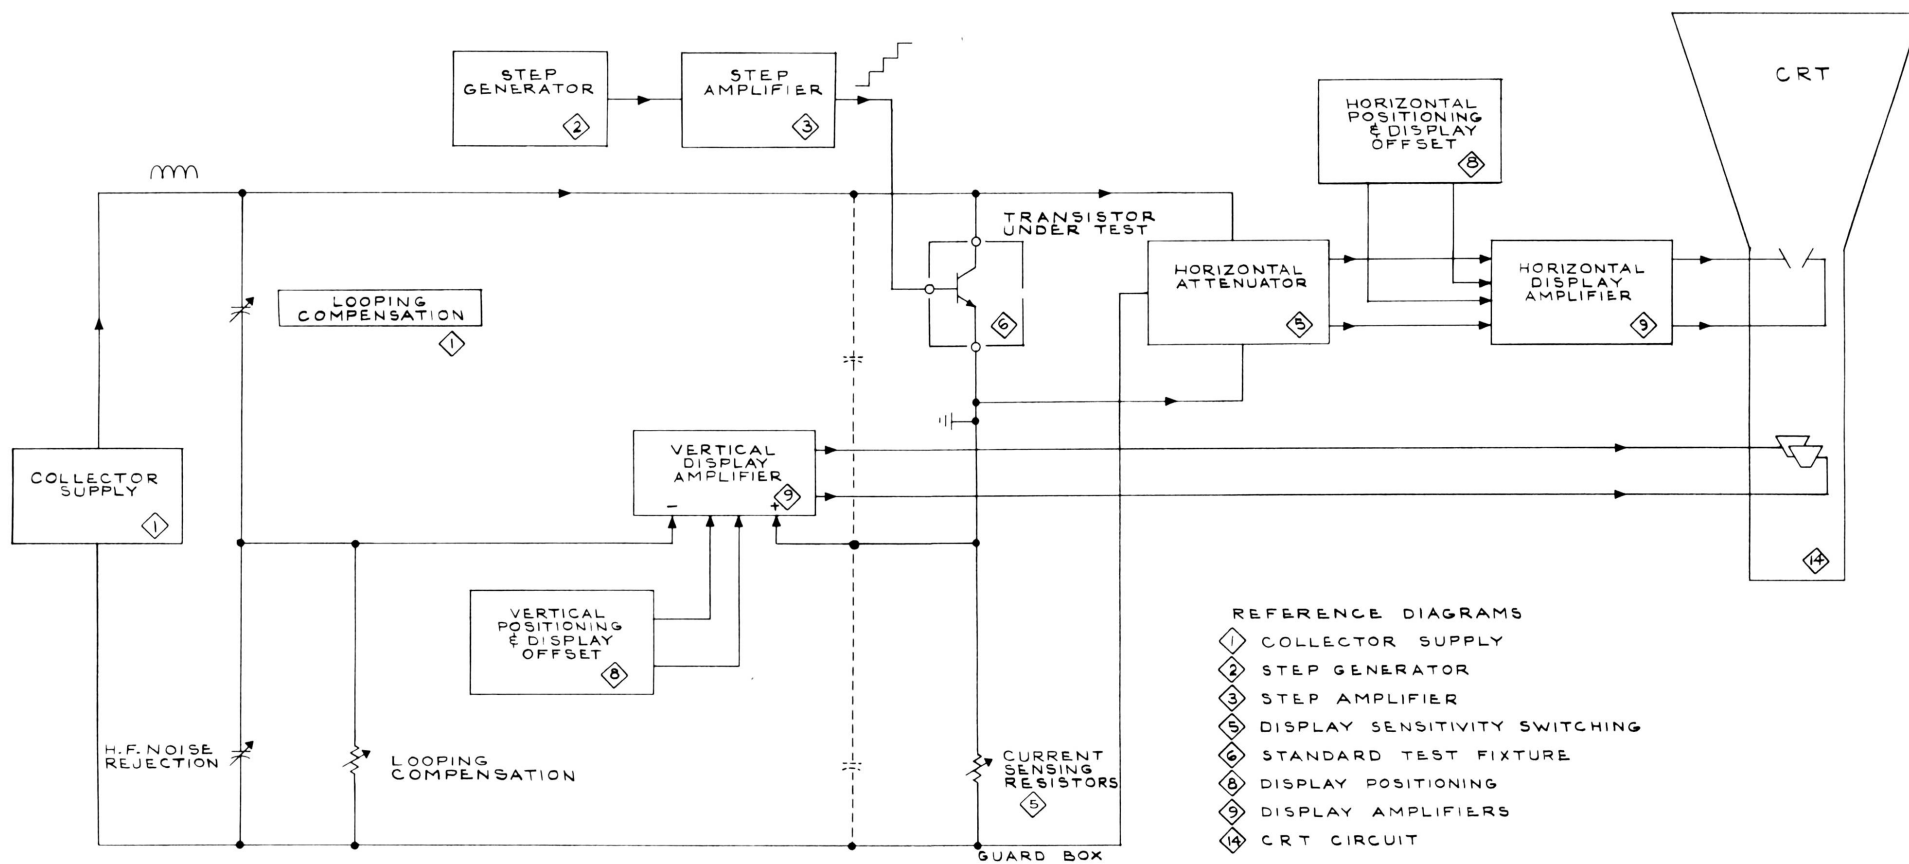 STEP
GENERATOR
2
STEP
AMPLIFIER
3
CRT
HORIZONTAL
POSITIONING
& DISPLAY
OFFSET
8
TRANSISTOR
UNDER TEST
6
HORIZONTAL
ATTENUATOR
5
HORIZONTAL
DISPLAY
AMPLIFIER
9
LOOPING
COMPENSATION
1
COLLECTOR
SUPPLY
1
VERTICAL
DISPLAY
AMPLIFIER
9
- +
VERTICAL
POSITIONING
& DISPLAY
OFFSET
8
14
H.F. NOISE
REJECTION
LOOPING
COMPENSATION
CURRENT
SENSING
RESISTORS
5
GUARD BOX
REFERENCE DIAGRAMS
1 COLLECTOR SUPPLY
2 STEP GENERATOR
3 STEP AMPLIFIER
5 DISPLAY SENSITIVITY SWITCHING
6 STANDARD TEST FIXTURE
8 DISPLAY POSITIONING
9 DISPLAY AMPLIFIERS
14 CRT CIRCUIT